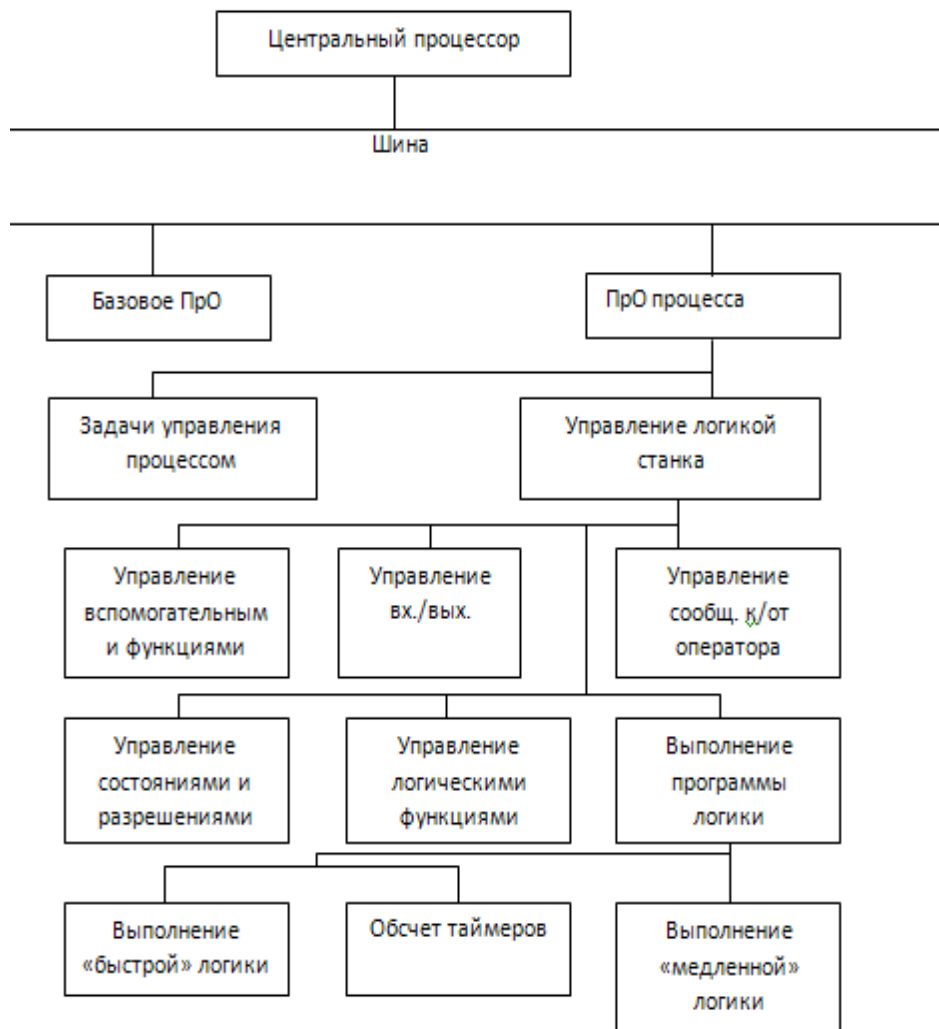 Центральный процессор
Шина
Базовое ПрО
ПрО процесса
Задачи управления
процессом
Управление логикой
станка
Управление
вспомогательным
и функциями
Управление
вх./вых.
Управление
сообщ. к/от
оператора
Управление
состояниями и
разрешениями
Управление
логическими
функциями
Выполнение
программы
логики
Выполнение
«быстрой» логики
Обсчет таймеров
Выполнение
«медленной»
логики